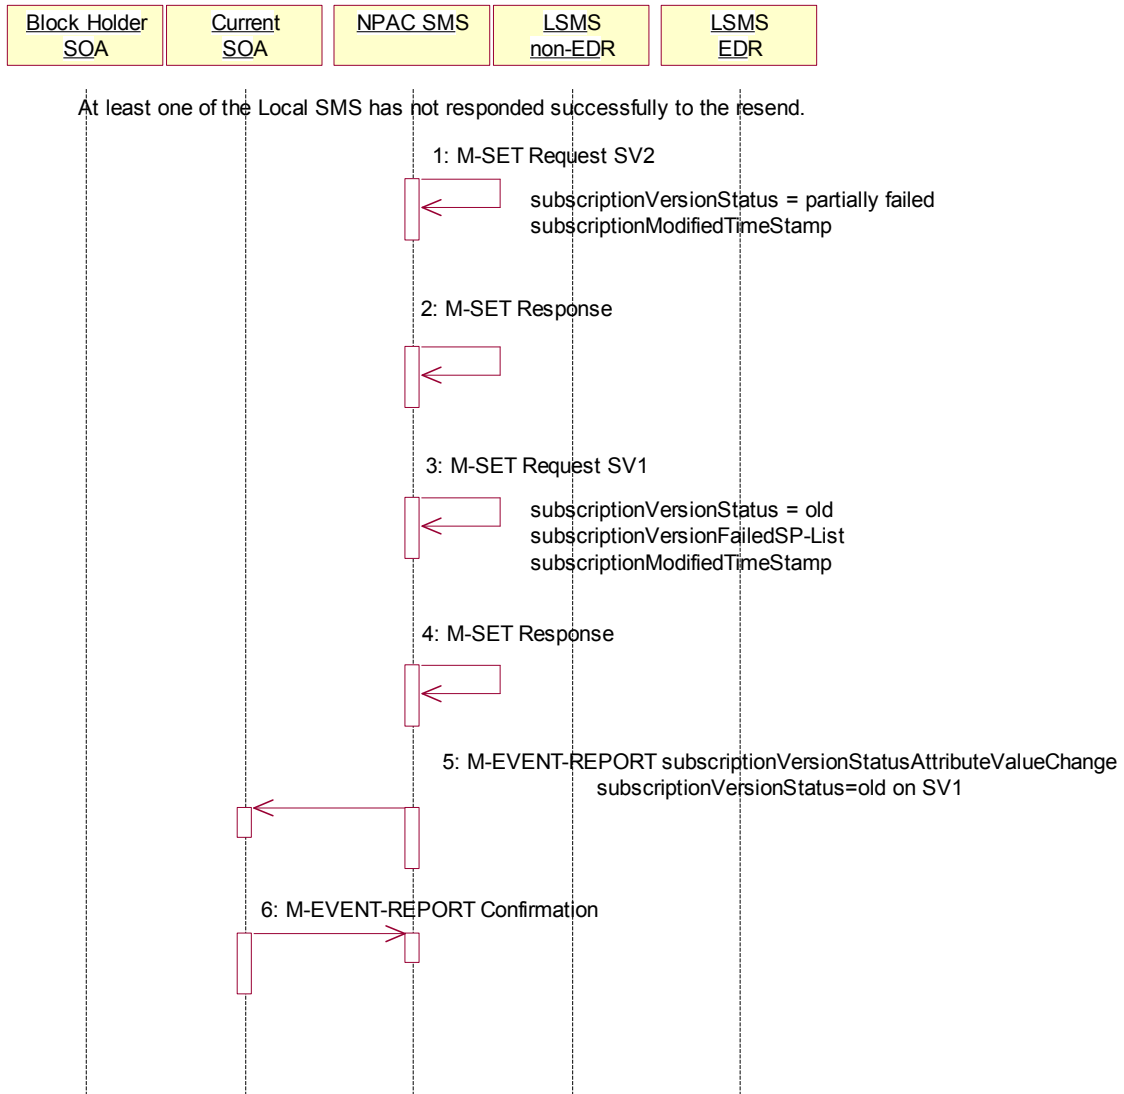 Block Holder
SOA
Current
SOA
NPAC SMS
LSMS
non-EDR
LSMS
EDR
At least one of the Local SMS has not responded successfully to the resend.
1: M-SET Request SV2
subscriptionVersionStatus = partially failed
subscriptionModifiedTimeStamp
2: M-SET Response
3: M-SET Request SV1
subscriptionVersionStatus = old
subscriptionVersionFailedSP-List
subscriptionModifiedTimeStamp
4: M-SET Response
5: M-EVENT-REPORT subscriptionVersionStatusAttributeValueChange
subscriptionVersionStatus=old on SV1
6: M-EVENT-REPORT Confirmation